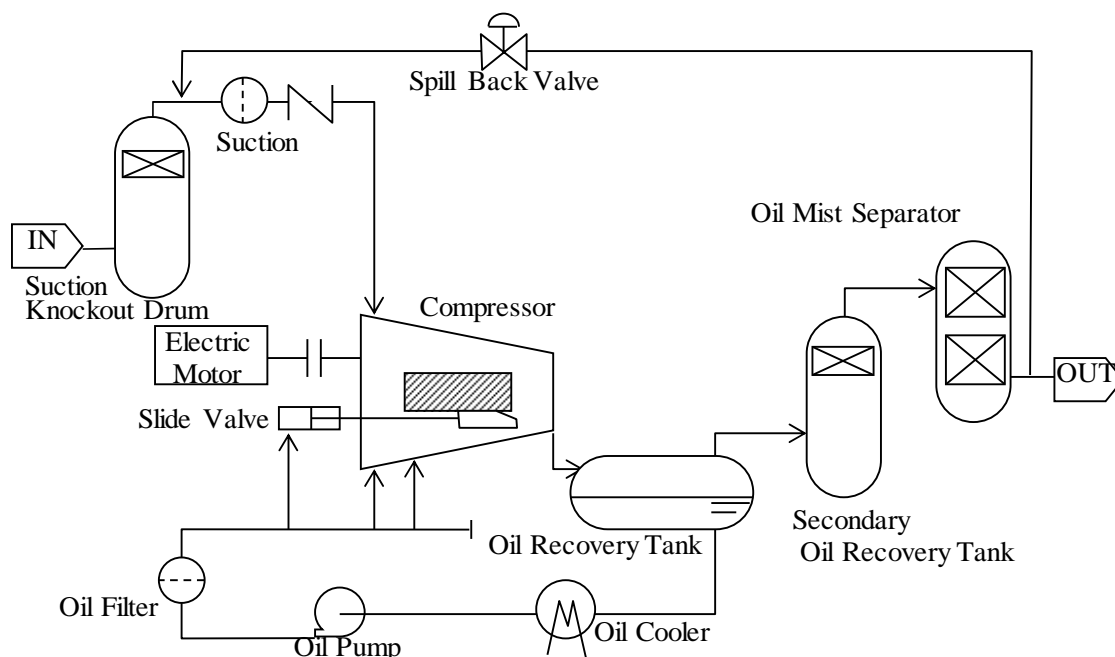 Spill Back Valve
Suction
Oil Mist Separator
IN
Suction
Knockout Drum
Compressor
Electric
Motor
OUT
Slide Valve
Secondary
Oil Recovery Tank
Oil Recovery Tank
Oil Filter
Oil Cooler
Oil Pump